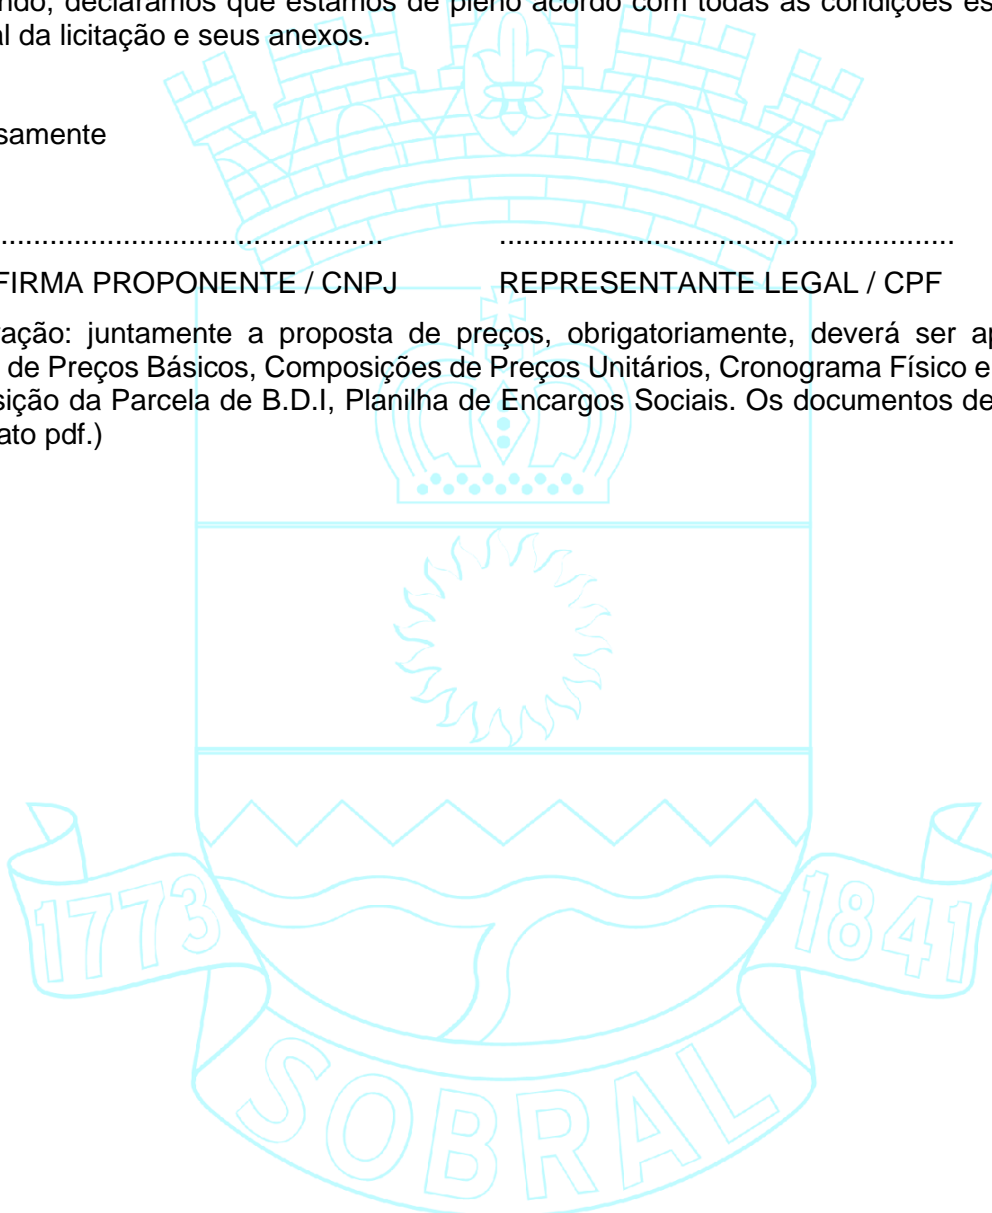 ndo, declaramos que estamos de pleno acordo com todas as condições es
al da licitação e seus anexos.
samente
........................................................ ........................................................
FIRMA PROPONENTE / CNPJ REPRESENTANTE LEGAL / CPF
ação: juntamente a proposta de preços, obrigatoriamente, deverá ser ap
de Preços Básicos, Composições de Preços Unitários, Cronograma Físico e
sição da Parcela de B.D.I, Planilha de Encargos Sociais. Os documentos de
ato pdf.)
1773
1841
SOBRAL